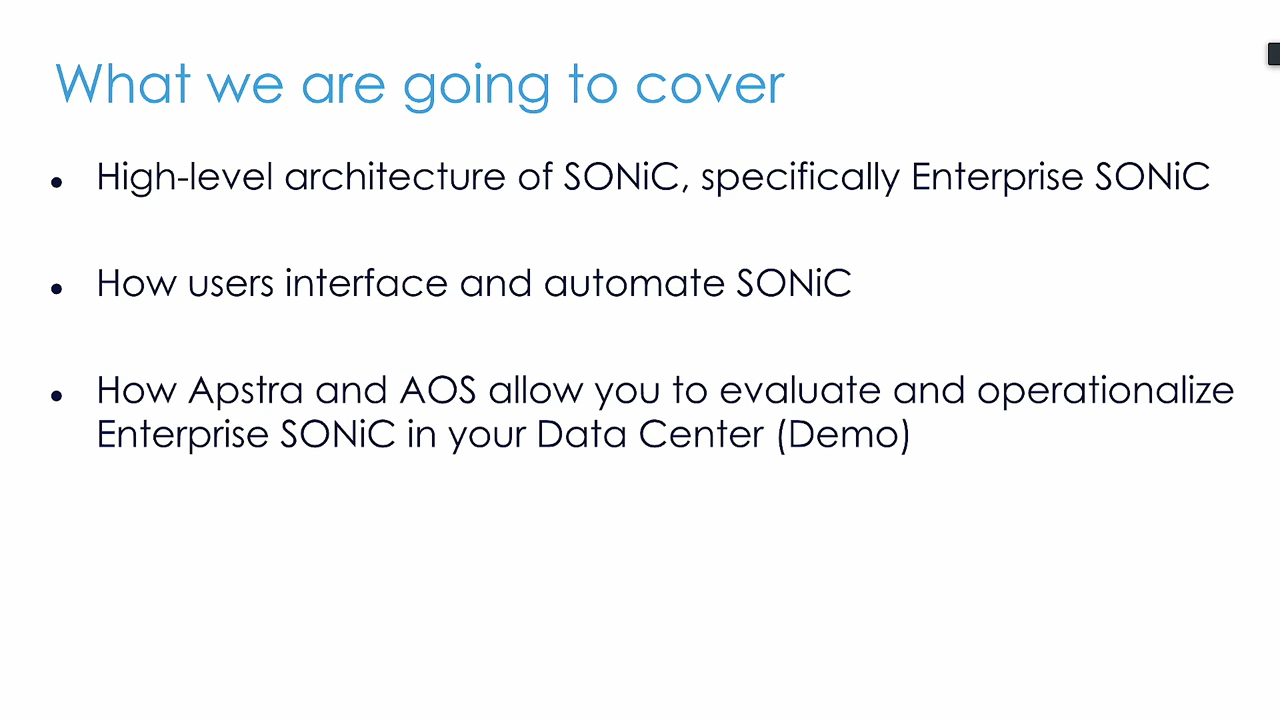 What we are going to cover
• High-level architecture of SONiC, specifically Enterprise SONiC
• How users interface and automate SONiC
• How Apstra and AOS allow you to evaluate and operationalize
Enterprise SONiC in your Data Center (Demo)